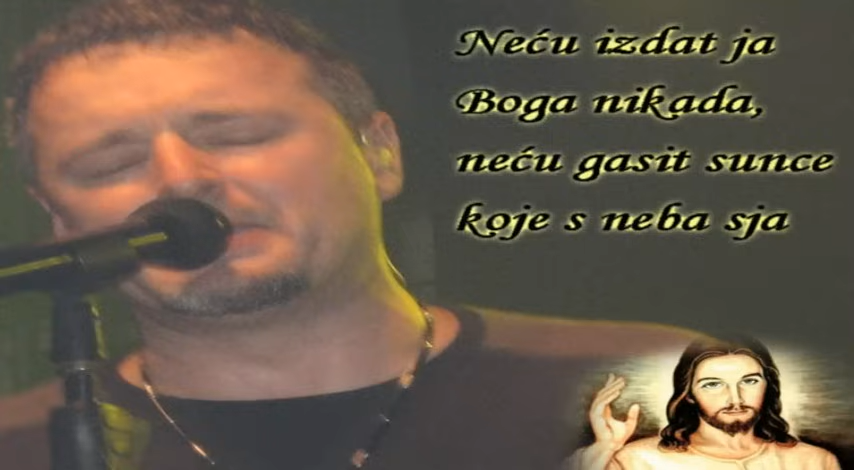 Neću izdat ja
Boga nikada,
neću gasit sunce
koje s neba sja